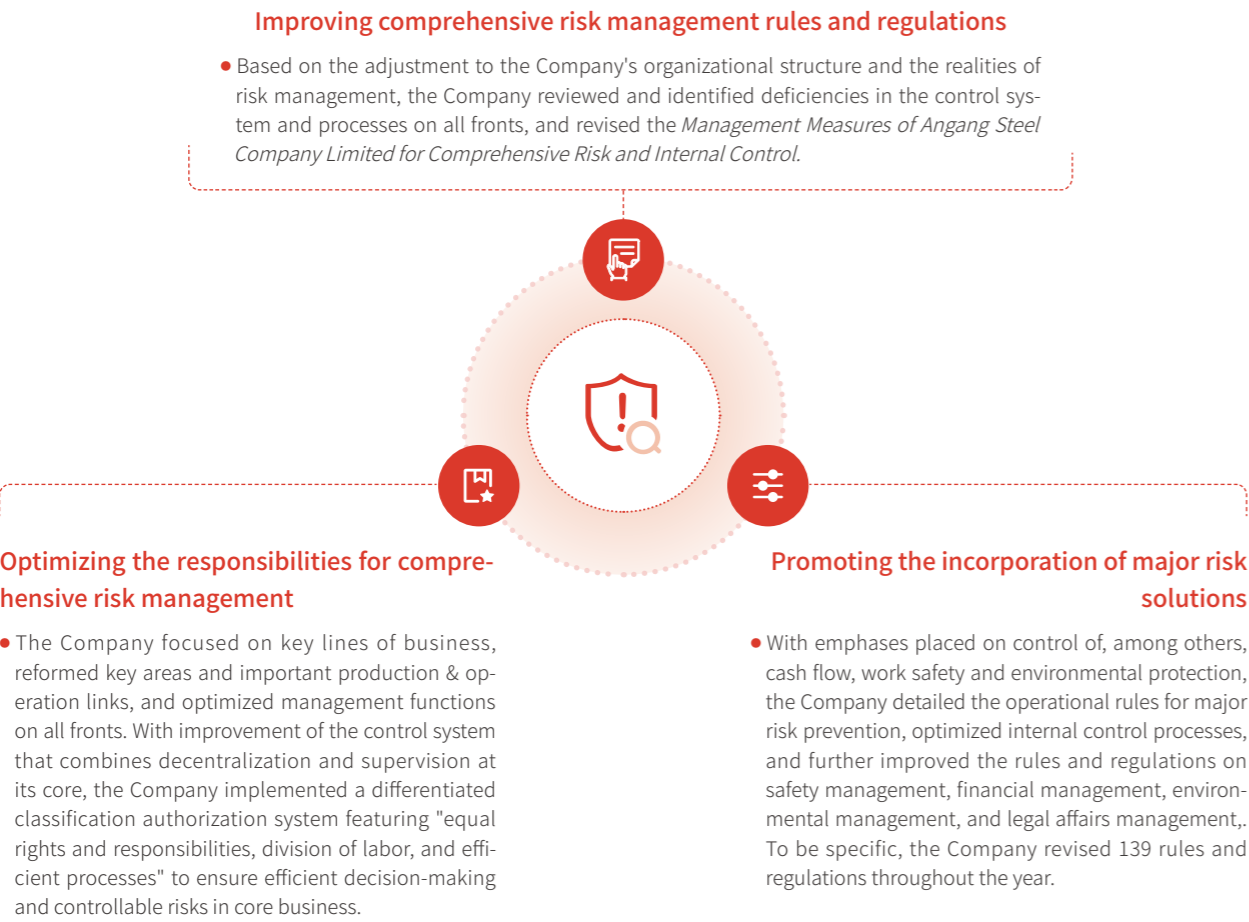 Improving comprehensive risk management rules and regulations
• Based on the adjustment to the Company's organizational structure and the realities of
risk management, the Company reviewed and identified deficiencies in the control sys-
tem and processes on all fronts, and revised the Management Measures of Angang Steel
Company Limited for Comprehensive Risk and Internal Control.
Optimizing the responsibilities for compre-
hensive risk management
• The Company focused on key lines of business,
reformed key areas and important production & op-
eration links, and optimized management functions
on all fronts. With improvement of the control system
that combines decentralization and supervision at
its core, the Company implemented a differentiated
classification authorization system featuring "equal
rights and responsibilities, division of labor, and effi-
cient processes" to ensure efficient decision-making
and controllable risks in core business.
Promoting the incorporation of major risk
solutions
• With emphases placed on control of, among others,
cash flow, work safety and environmental protection,
the Company detailed the operational rules for major
risk prevention, optimized internal control processes,
and further improved the rules and regulations on
safety management, financial management, environ-
mental management, and legal affairs management,.
To be specific, the Company revised 139 rules and
regulations throughout the year.